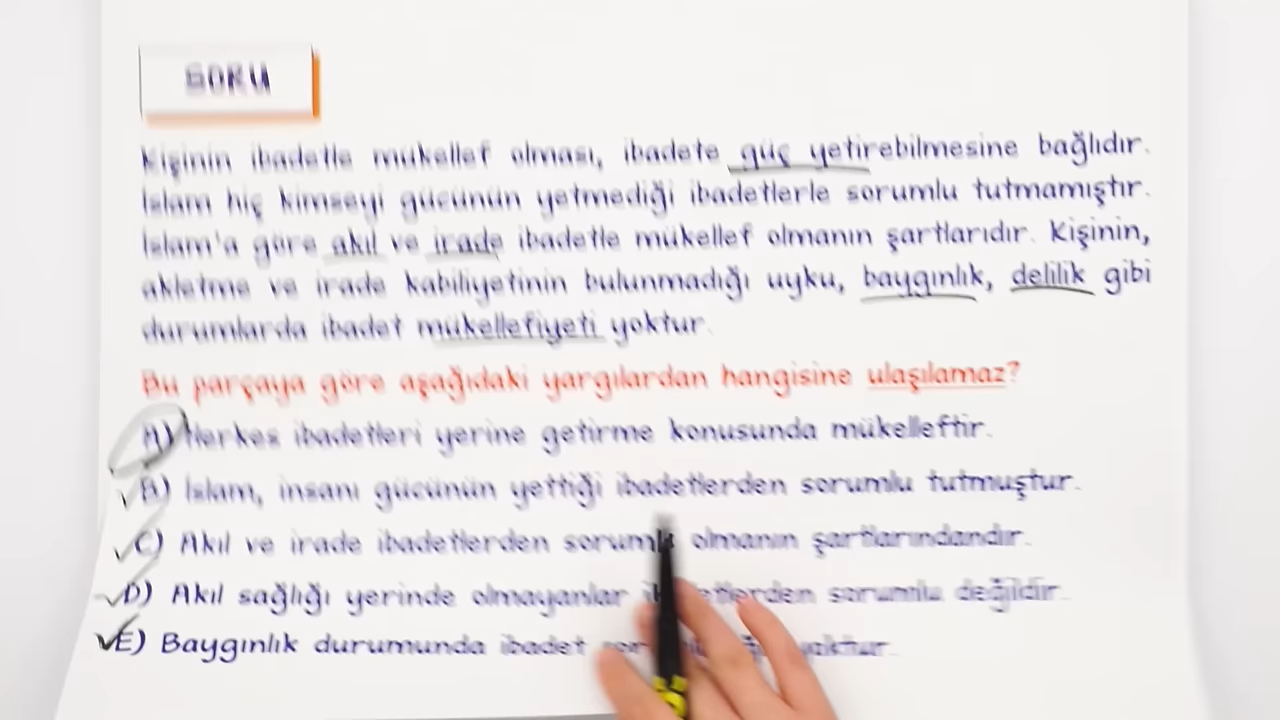 SORU
Kişinin ibadetle mükellef olması, ibadete güç yetirebilmesine bağlıdır.
İslam hiç kimseyi gücünün yetmediği ibadetlerle sorumlu tutmamıştır.
İslam'a göre akıl ve irade ibadetle mükellef olmanın şartlarıdır. Kişinin,
akletme ve irade kabiliyetinin bulunmadığı uyku, baygınlık, delilik gibi
durumlarda ibadet mükellefiyeti yoktur.
Bu parçaya göre aşağıdaki yargılardan hangisine ulaşılamaz?
A) Herkes ibadetleri yerine getirme konusunda mükelleftir.
B) İslam, insanı gücünün yettiği ibadetlerden sorumlu tutmuştur.
C) Akıl ve irade ibadetlerden sorumlu olmanın şartlarındandır.
D) Akıl sağlığı yerinde olmayanlar ibadetlerden sorumlu değildir.
E) Baygınlık durumunda ibadet yoktur.